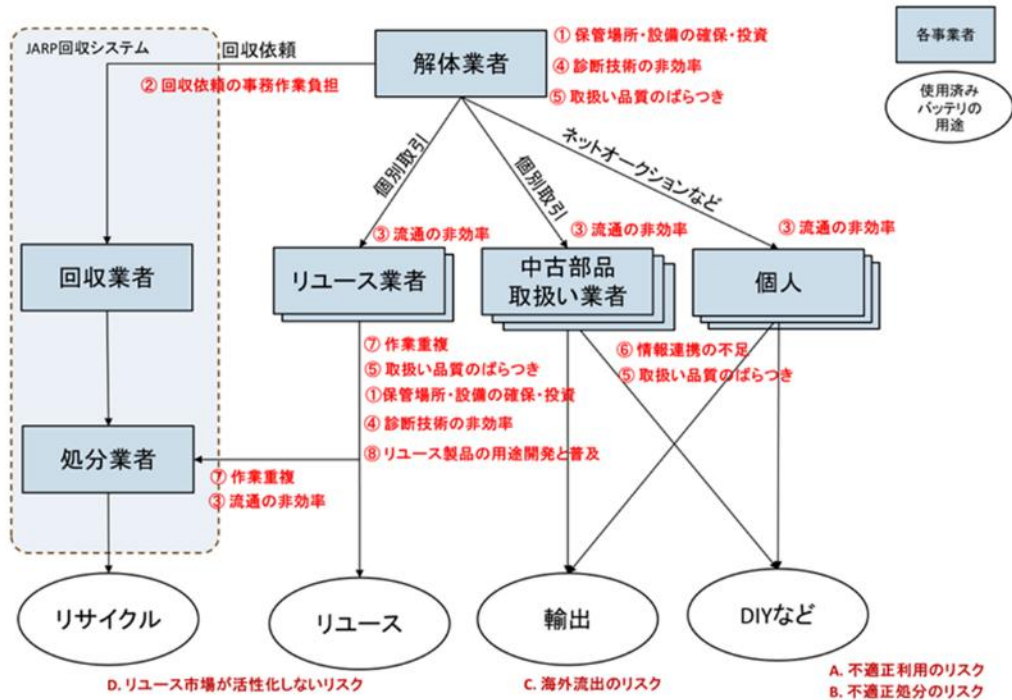 JARP回収システム
回収依頼
② 回収依頼の事務作業負担
解体業者
① 保管場所・設備の確保・投資
④ 診断技術の非効率
⑤ 取扱い品質のばらつき
各事業者
使用済み
バッテリの
用途
個別取引
個別取引
ネットオークションなど
③ 流通の非効率
③ 流通の非効率
③ 流通の非効率
回収業者
リユース業者
中古部品
取扱い業者
個人
⑦ 作業重複
⑤ 取扱い品質のばらつき
①保管場所・設備の確保・投資
④ 診断技術の非効率
⑧ リユース製品の用途開発と普及
⑥ 情報連携の不足
⑤ 取扱い品質のばらつき
処分業者
⑦ 作業重複
③ 流通の非効率
リサイクル
リユース
輸出
DIYなど
D. リユース市場が活性化しないリスク
C. 海外流出のリスク
A. 不適正利用のリスク
B. 不適正処分のリスク